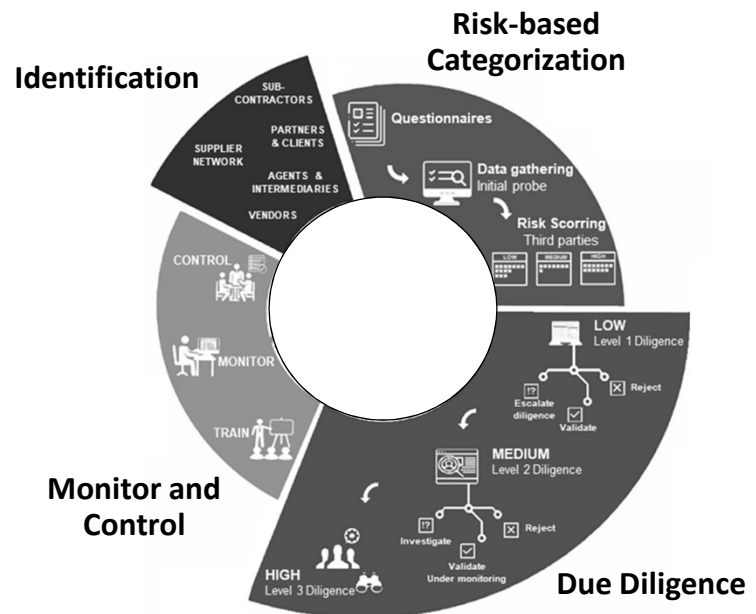 Identification
SUB-
CONTRACTORS
PARTNERS
& CLIENTS
SUPPLIER
NETWORK
AGENTS &
INTERMEDIARIES
VENDORS
Risk-based
Categorization
Questionnaires
Data gathering
Initial probe
Risk Scorring
Third parties
LOW
MEDIUM
HIGH
LOW
Level 1 Diligence
!?
Escalate
diligence
Validate
Reject
MEDIUM
Level 2 Diligence
!?
Investigate
Validate
Under monitoring
Reject
HIGH
Level 3 Diligence
Due Diligence
CONTROL
MONITOR
TRAIN
Monitor and
Control